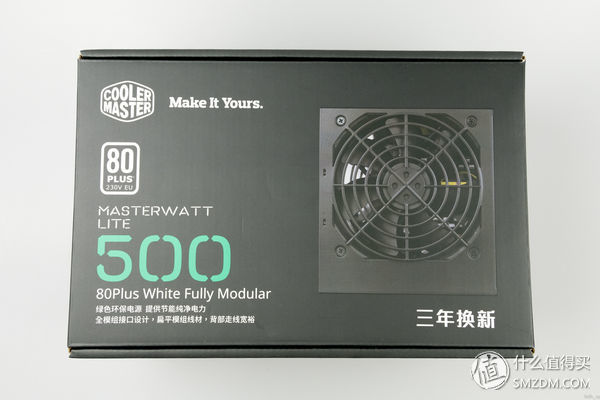 COOLER
MASTER
Make It Yours.
80
PLUS
230V EU
MASTERWATT
LITE
500
80Plus White Fully Modular
绿色环保电源 提供节能纯净电力
全模组接口设计，扁平模组线材，背部走线宽裕
三年换新
值 什么值得买
SMZDM.COM